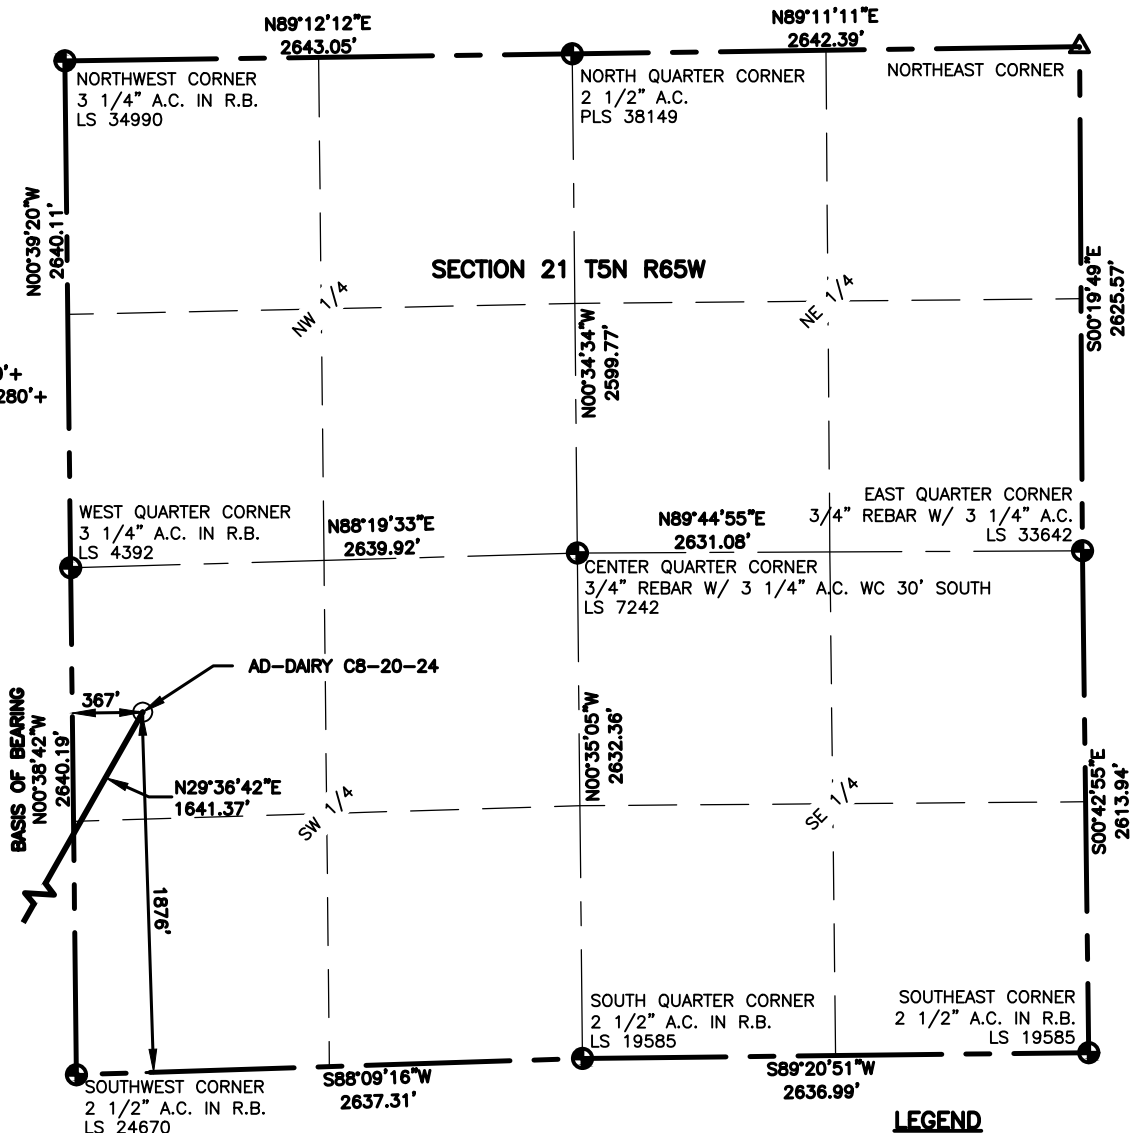 N89°12'12"E
2643.05'
N89°11'11"E
2642.39'
NORTHWEST CORNER
3 1/4" A.C. IN R.B.
LS 34990
NORTH QUARTER CORNER
2 1/2" A.C.
PLS 38149
NORTHEAST CORNER
N00°39'20"W
2640.11'
SECTION 21 T5N R65W
NW 1/4
NE 1/4
S00°19'49"E
2625.57'
N00°34'34"W
2599.77'
'+
280'+
WEST QUARTER CORNER
3 1/4" A.C. IN R.B.
LS 4392
N88°19'33"E
2639.92'
N89°44'55"E
2631.08'
EAST QUARTER CORNER
3/4" REBAR W/ 3 1/4" A.C.
LS 33642
CENTER QUARTER CORNER
3/4" REBAR W/ 3 1/4" A.C. WC 30' SOUTH
LS 7242
AD-DAIRY C8-20-24
367'
BASIS OF BEARING
N00°38'42"W
2640.19'
N29°36'42"E
1641.37'
N00°35'05"W
2632.36'
SW 1/4
SE 1/4
S00°42'55"E
2613.94'
1876'
SOUTH QUARTER CORNER
2 1/2" A.C. IN R.B.
LS 19585
SOUTHEAST CORNER
2 1/2" A.C. IN R.B.
LS 19585
SOUTHWEST CORNER
2 1/2" A.C. IN R.B.
LS 24670
S88°09'16"W
2637.31'
S89°20'51"W
2636.99'
LEGEND